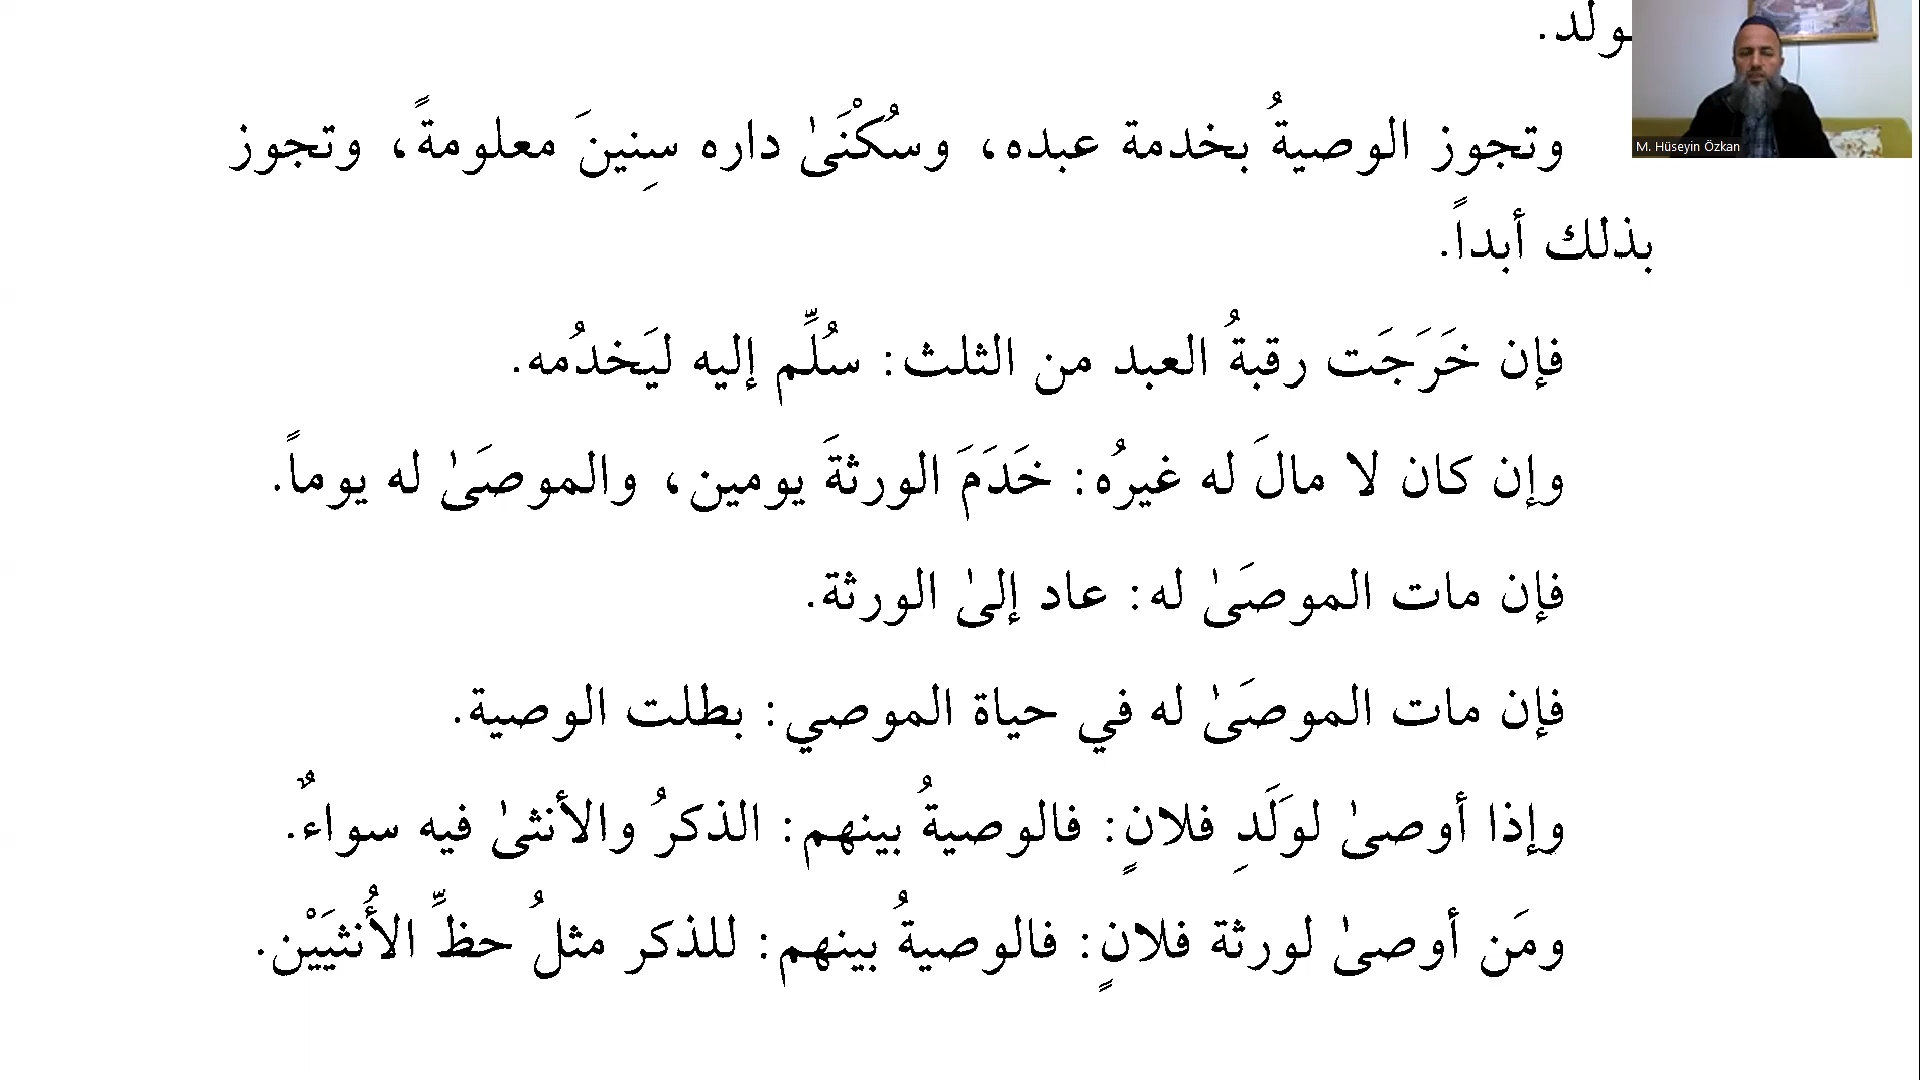 ـولد.
وتجوز الوصيةُ بخدمة عبده، وسُكْنَىٰ داره سِنينَ معلومةً، وتجوز
بذلك أبداً.
فإن خَرَجَت رقبةُ العبد من الثلث: سُلِّم إليه ليَخدُمه.
وإن كان لا مالَ له غيرُه: خَدَمَ الورثةَ يومين، والموصَىٰ له يوماً.
فإن مات الموصَىٰ له: عاد إلىٰ الورثة.
فإن مات الموصَىٰ له في حياة الموصي: بطلت الوصية.
وإذا أوصىٰ لولَدِ فلانٍ: فالوصيةُ بينهم: الذكرُ والأنثىٰ فيه سواءٌ.
ومَن أوصىٰ لورثة فلانٍ: فالوصيةُ بينهم: للذكر مثلُ حظِّ الأُنثيَيْن.
M. Hüseyin Özkan